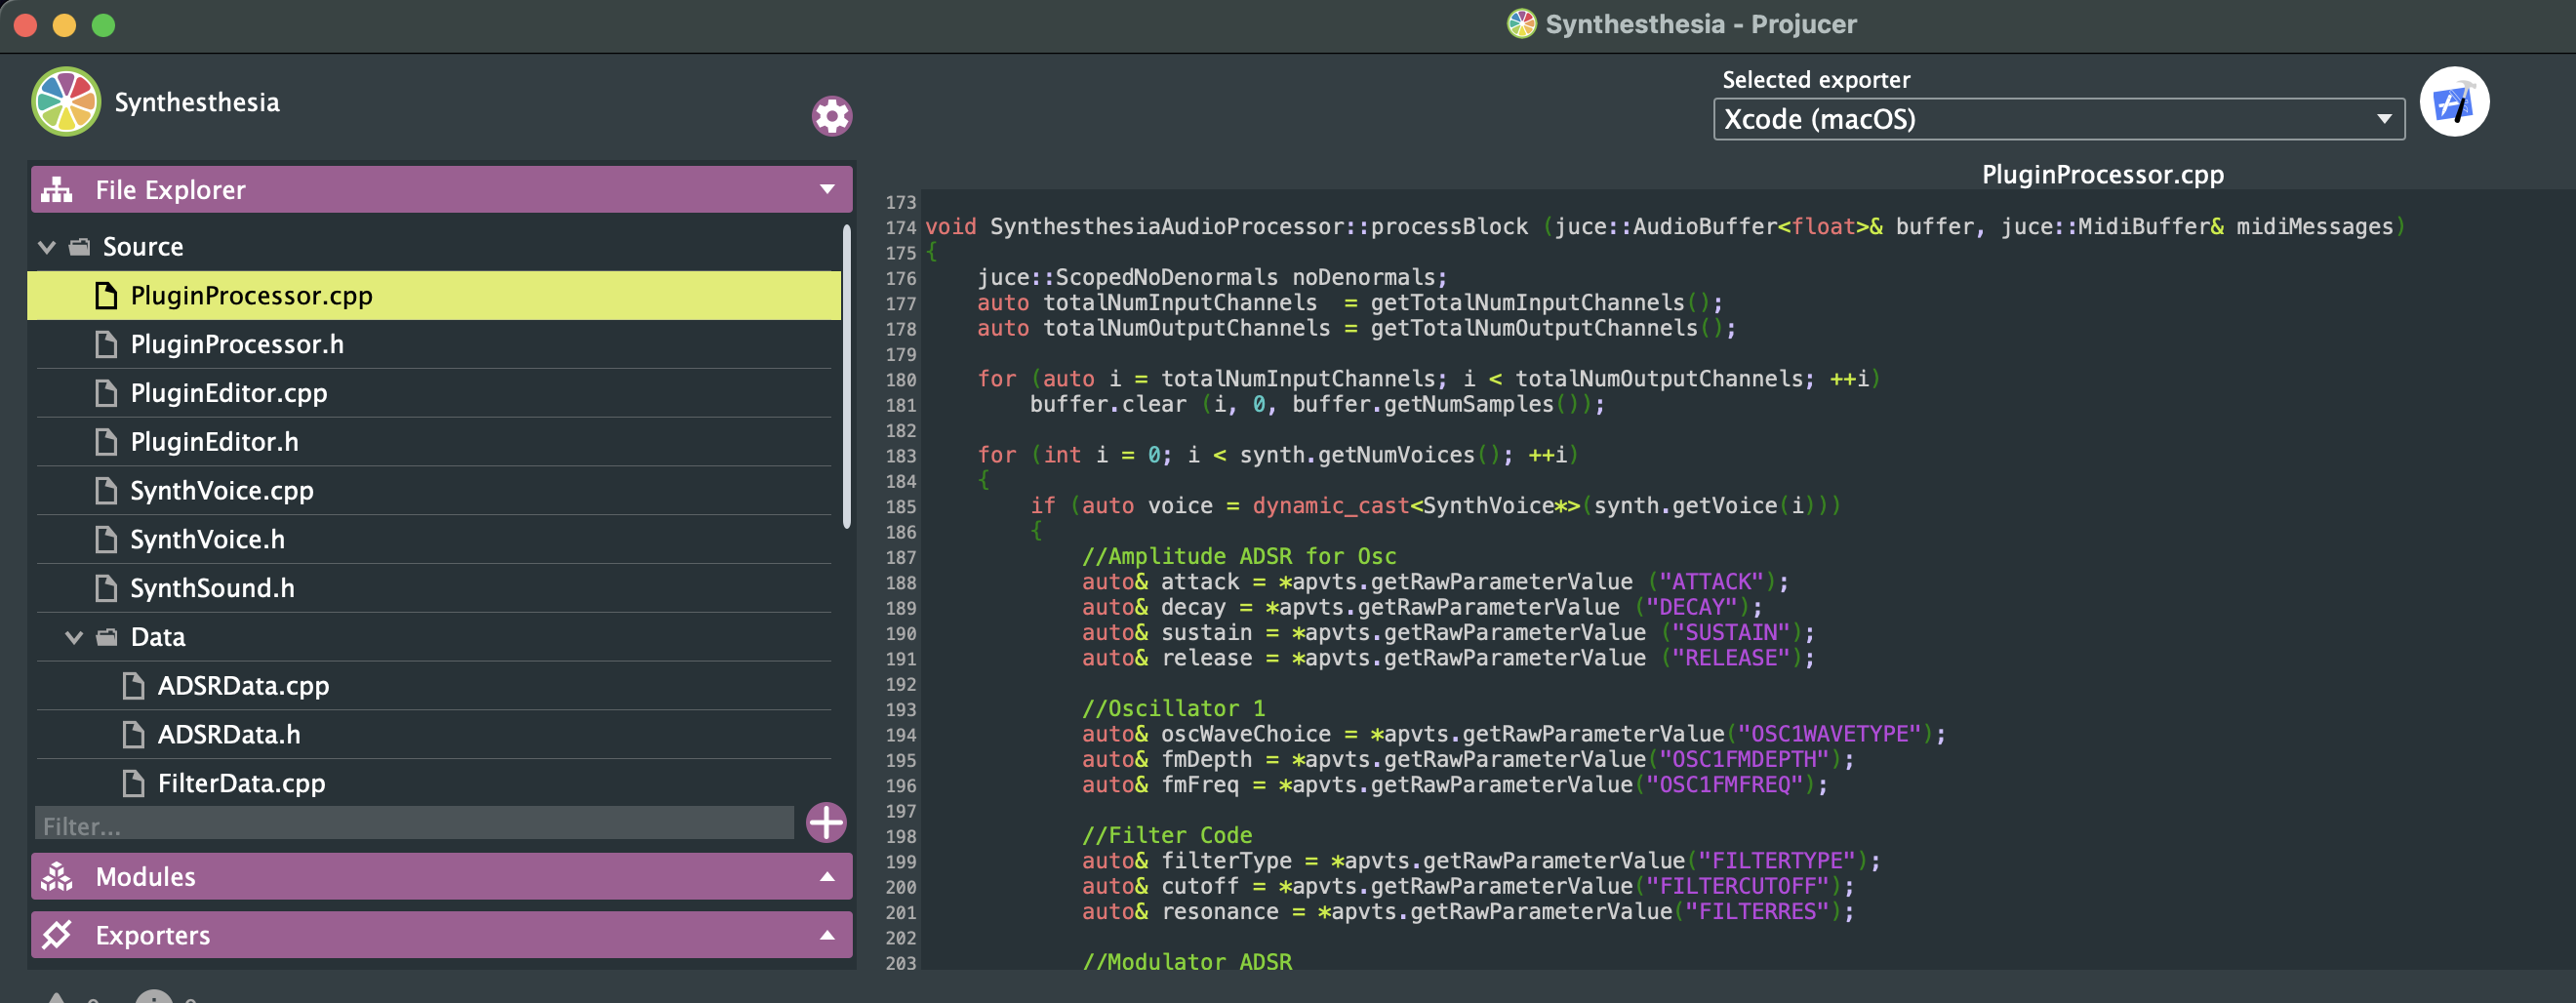 Synthesthesia - Projucer
Synthesthesia
Selected exporter
Xcode (macOS)
File Explorer
Source
PluginProcessor.cpp
PluginProcessor.h
PluginEditor.cpp
PluginEditor.h
SynthVoice.cpp
SynthVoice.h
SynthSound.h
Data
ADSRData.cpp
ADSRData.h
FilterData.cpp
Filter...
Modules
Exporters
PluginProcessor.cpp
173
174 void SynthesthesiaAudioProcessor::processBlock (juce::AudioBuffer<float>& buffer, juce::MidiBuffer& midiMessages)
175 {
176     juce::ScopedNoDenormals noDenormals;
177     auto totalNumInputChannels  = getTotalNumInputChannels();
178     auto totalNumOutputChannels = getTotalNumOutputChannels();
179
180     for (auto i = totalNumInputChannels; i < totalNumOutputChannels; ++i)
181         buffer.clear (i, 0, buffer.getNumSamples());
182
183     for (int i = 0; i < synth.getNumVoices(); ++i)
184     {
185         if (auto voice = dynamic_cast<SynthVoice*>(synth.getVoice(i)))
186         {
187             //Amplitude ADSR for Osc
188             auto& attack = *apvts.getRawParameterValue ("ATTACK");
189             auto& decay = *apvts.getRawParameterValue ("DECAY");
190             auto& sustain = *apvts.getRawParameterValue ("SUSTAIN");
191             auto& release = *apvts.getRawParameterValue ("RELEASE");
192
193             //Oscillator 1
194             auto& oscWaveChoice = *apvts.getRawParameterValue("OSC1WAVETYPE");
195             auto& fmDepth = *apvts.getRawParameterValue("OSC1FMDEPTH");
196             auto& fmFreq = *apvts.getRawParameterValue("OSC1FMFREQ");
197
198             //Filter Code
199             auto& filterType = *apvts.getRawParameterValue("FILTERTYPE");
200             auto& cutoff = *apvts.getRawParameterValue("FILTERCUTOFF");
201             auto& resonance = *apvts.getRawParameterValue("FILTERRES");
202
203             //Modulator ADSR